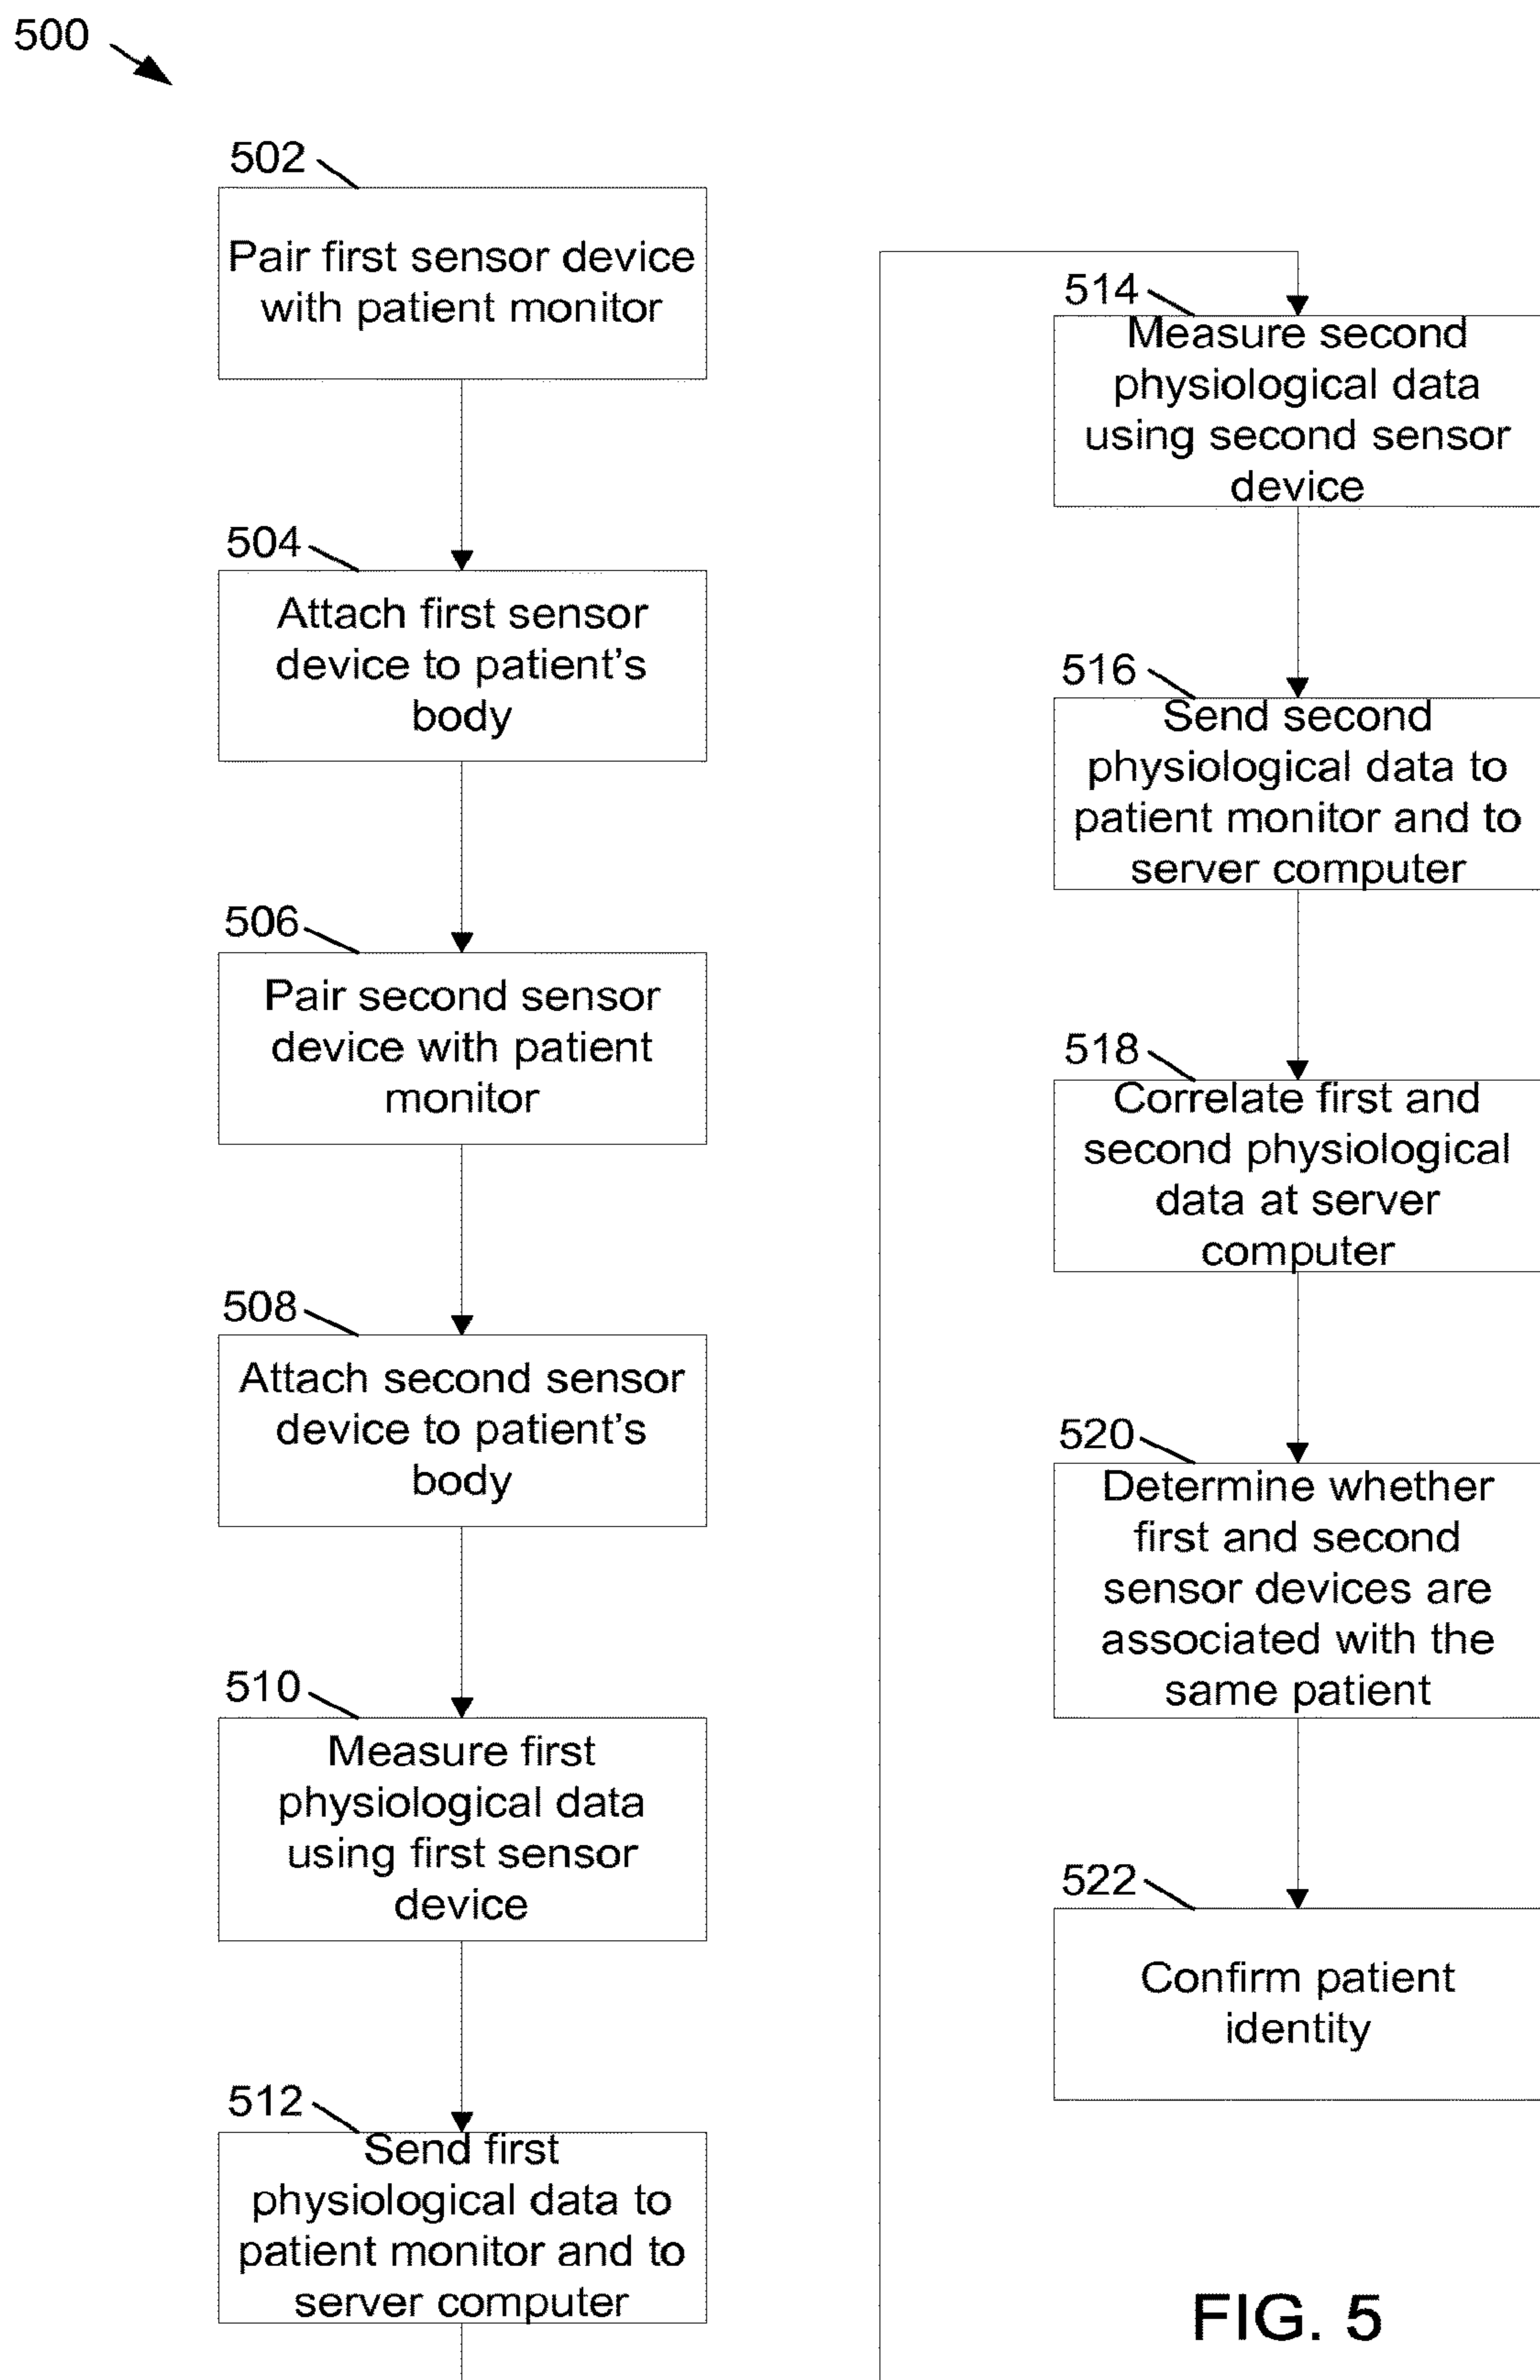 500
502
Pair first sensor device
with patient monitor
504
Attach first sensor
device to patient's
body
506
Pair second sensor
device with patient
monitor
508
Attach second sensor
device to patient's
body
510
Measure first
physiological data
using first sensor
device
512
Send first
physiological data to
patient monitor and to
server computer
514
Measure second
physiological data
using second sensor
device
516
Send second
physiological data to
patient monitor and to
server computer
518
Correlate first and
second physiological
data at server
computer
520
Determine whether
first and second
sensor devices are
associated with the
same patient
522
Confirm patient
identity
FIG. 5